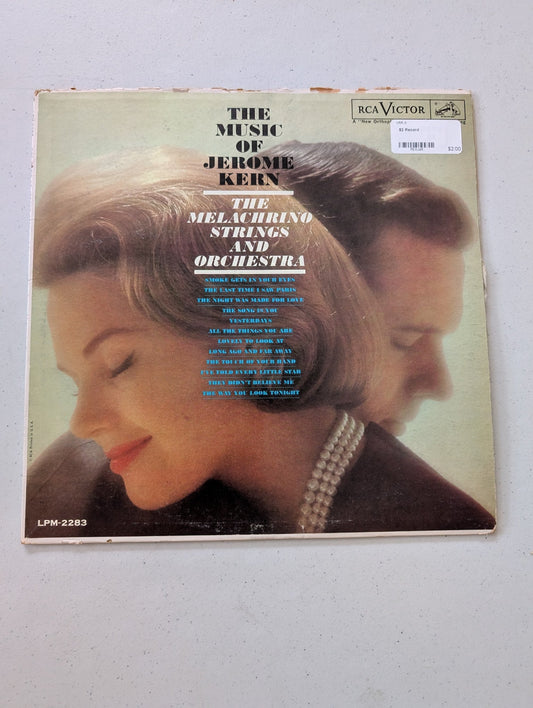 THE
MUSIC
OF
JEROME
KERN
THE
MELACHRINO
STRINGS
AND
ORCHESTRA
SMOKE GETS IN YOUR EYES
THE LAST TIME I SAW PARIS
THE NIGHT WAS MADE FOR LOVE
THE SONG IS YOU
YESTERDAYS
ALL THE THINGS YOU ARE
LOVELY TO LOOK AT
LONG AGO AND FAR AWAY
THE TOUCH OF YOUR HAND
I'VE TOLD EVERY LITTLE STAR
THEY DIDN'T BELIEVE ME
THE WAY YOU LOOK TONIGHT
RCA VICTOR
A "New Orthop
$2 Record
$2.00
LPM-2283